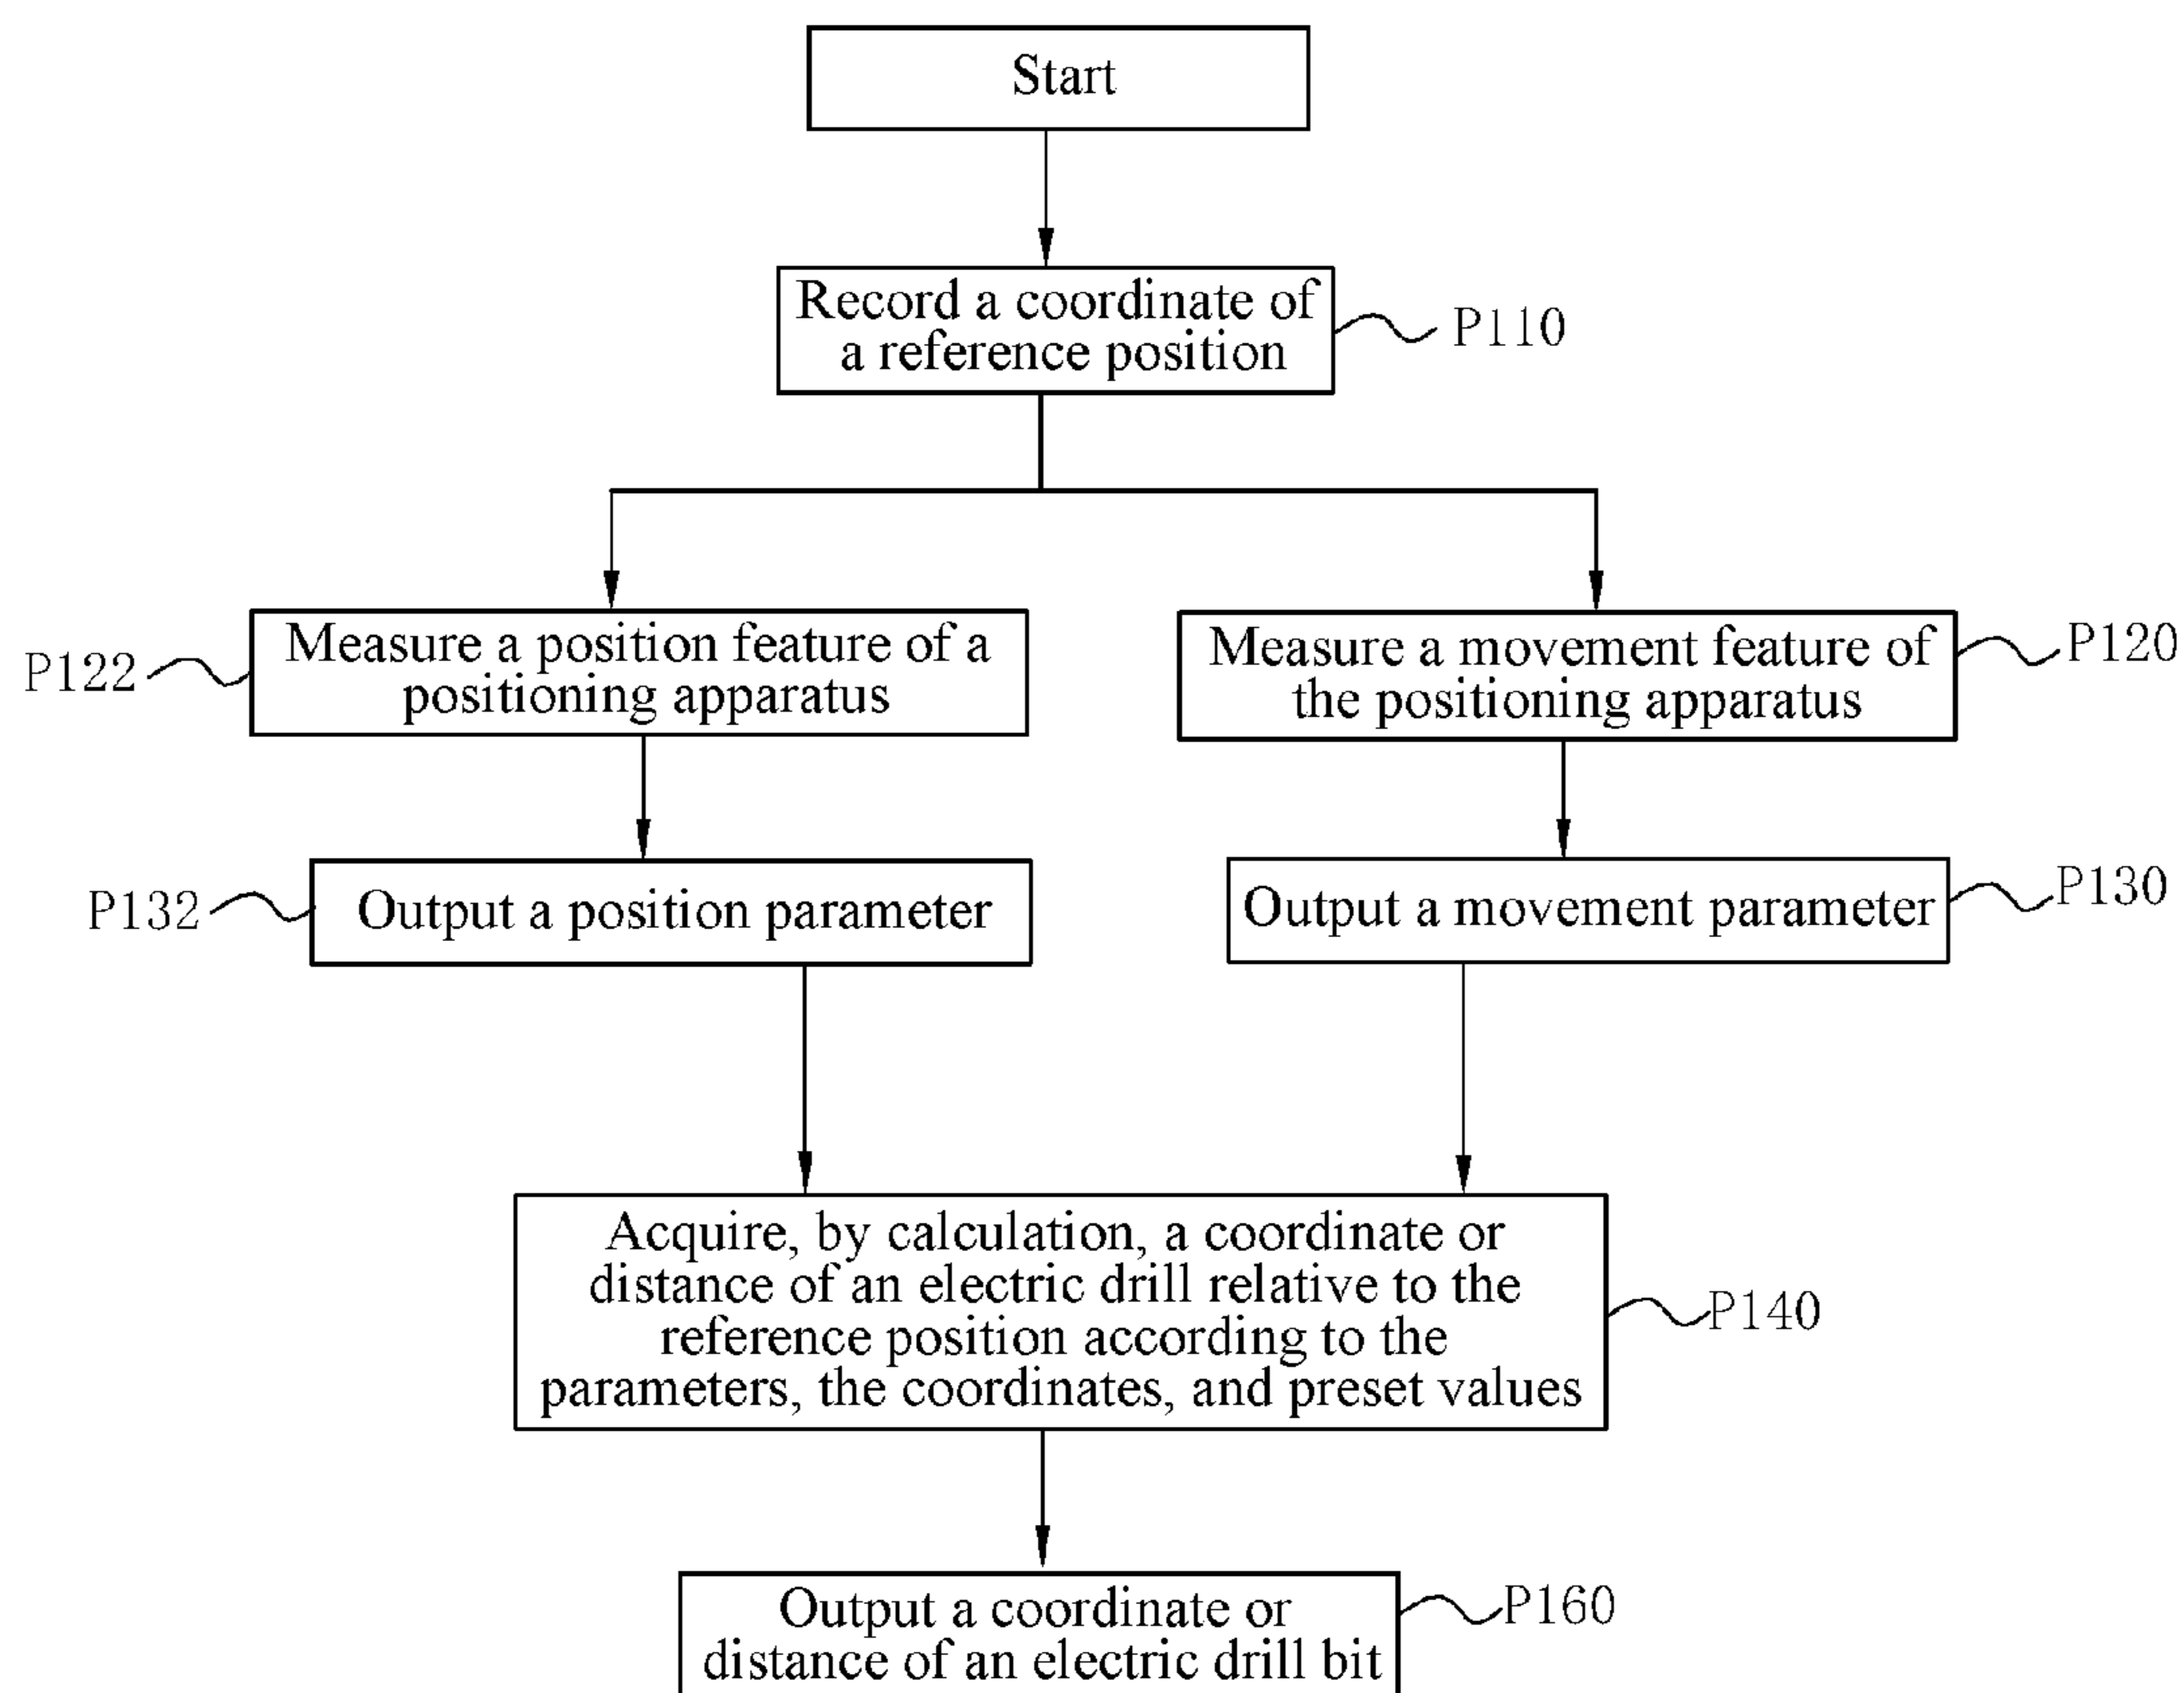 Start
Record a coordinate of
a reference position
P110
Measure a position feature of a
positioning apparatus
P122
Measure a movement feature of
the positioning apparatus
P120
Output a position parameter
P132
Output a movement parameter
P130
Acquire, by calculation, a coordinate or
distance of an electric drill relative to the
reference position according to the
parameters, the coordinates, and preset values
P140
Output a coordinate or
distance of an electric drill bit
P160